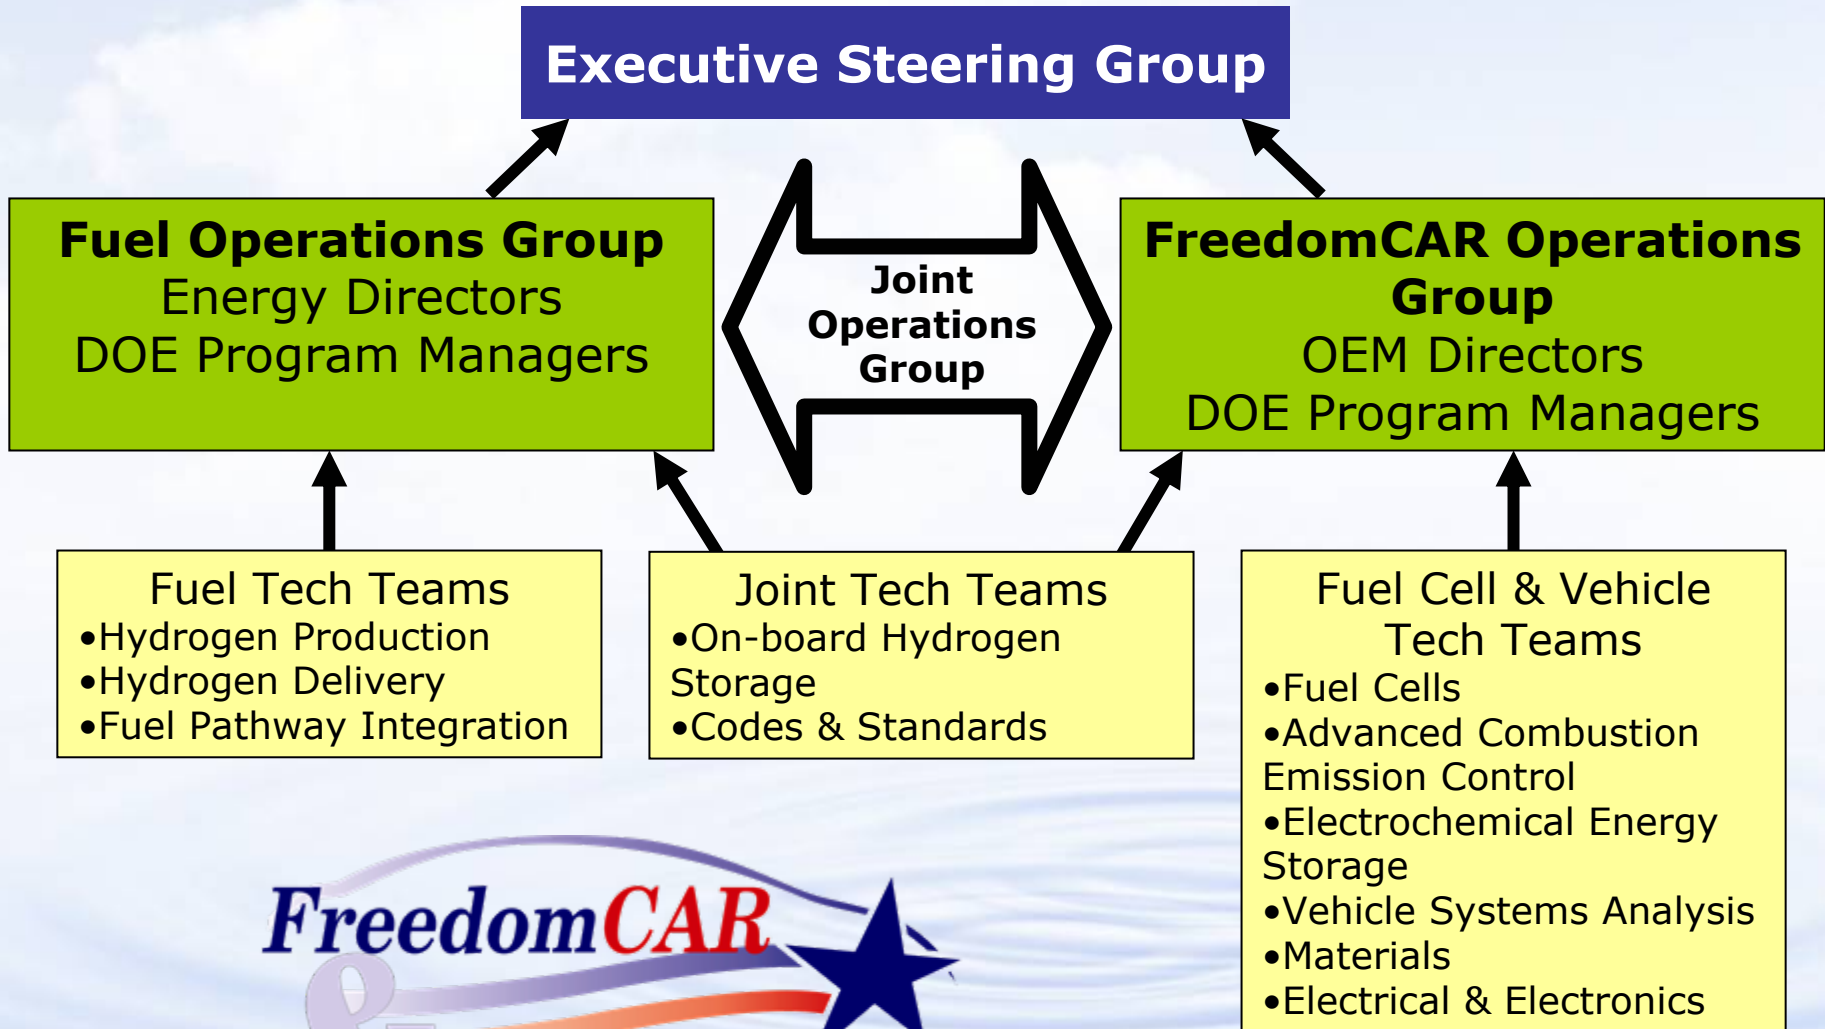 Executive Steering Group
Fuel Operations Group
Energy Directors
DOE Program Managers
Joint
Operations
Group
FreedomCAR Operations
Group
OEM Directors
DOE Program Managers
Fuel Tech Teams
•Hydrogen Production
•Hydrogen Delivery
•Fuel Pathway Integration
Joint Tech Teams
•On-board Hydrogen
Storage
•Codes & Standards
Fuel Cell & Vehicle
Tech Teams
•Fuel Cells
•Advanced Combustion
Emission Control
•Electrochemical Energy
Storage
•Vehicle Systems Analysis
•Materials
•Electrical & Electronics
FreedomCAR
&